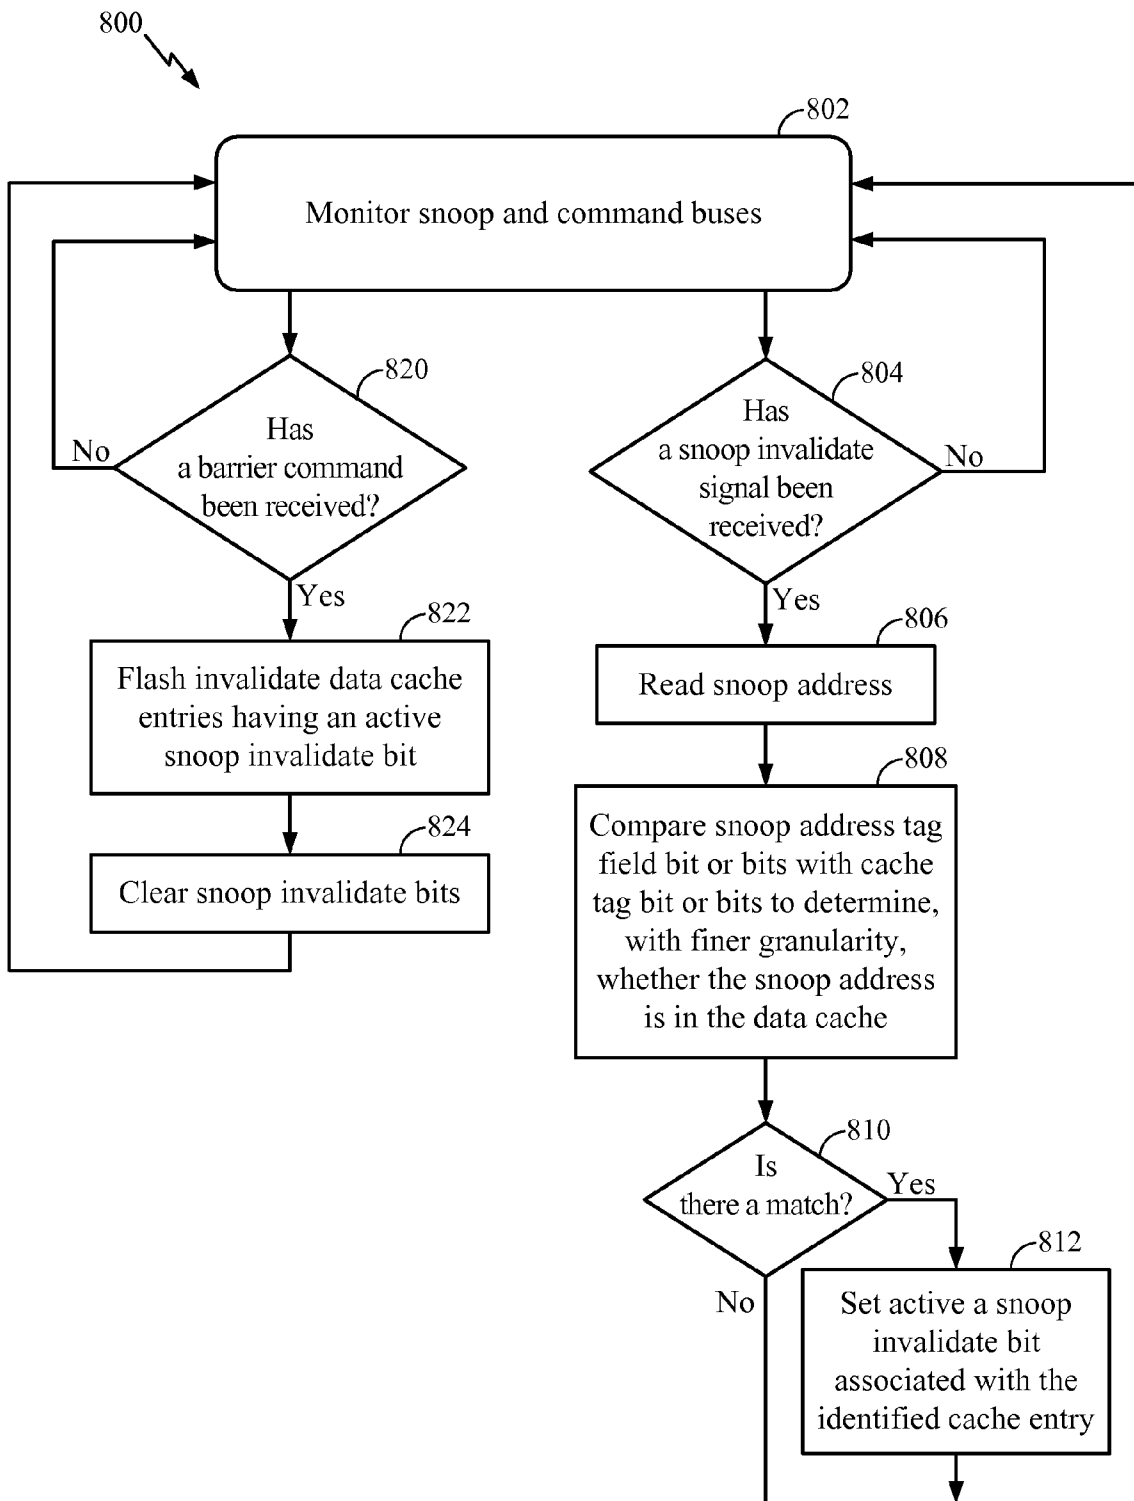 800
802
Monitor snoop and command buses
820
Has
a barrier command
been received?
No
Yes
822
Flash invalidate data cache
entries having an active
snoop invalidate bit
824
Clear snoop invalidate bits
804
Has
a snoop invalidate
signal been
received?
No
Yes
806
Read snoop address
808
Compare snoop address tag
field bit or bits with cache
tag bit or bits to determine,
with finer granularity,
whether the snoop address
is in the data cache
810
Is
there a match?
Yes
No
812
Set active a snoop
invalidate bit
associated with the
identified cache entry